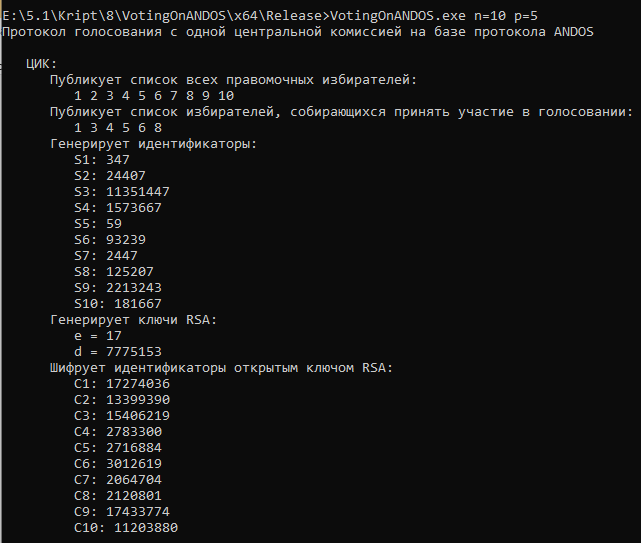 E:\5.1\Kript\8\VotingOnANDOS\x64\Release>VotingOnANDOS.exe n=10 p=5
Протокол голосования с одной центральной комиссией на базе протокола ANDOS
ЦИК:
Публикует список всех правомочных избирателей:
1 2 3 4 5 6 7 8 9 10
Публикует список избирателей, собирающихся принять участие в голосовании:
1 3 4 5 6 8
Генерирует идентификаторы:
S1: 347
S2: 24407
S3: 11351447
S4: 1573667
S5: 59
S6: 93239
S7: 2447
S8: 125207
S9: 2213243
S10: 181667
Генерирует ключи RSA:
e = 17
d = 7775153
Шифрует идентификаторы открытым ключом RSA:
C1: 17274036
C2: 13399390
C3: 15406219
C4: 2783300
C5: 2716884
C6: 3012619
C7: 2064704
C8: 2120801
C9: 17433774
C10: 11203880